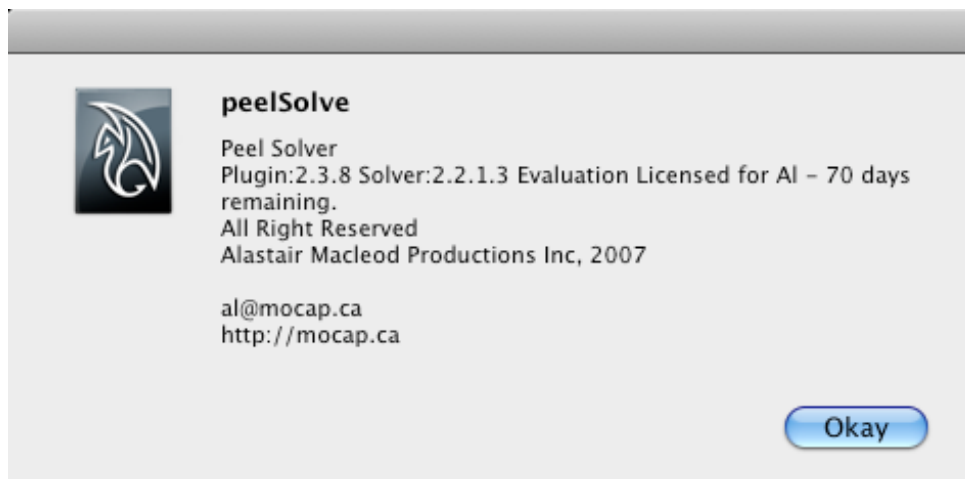 peelSolve
Peel Solver
Plugin:2.3.8 Solver:2.2.1.3 Evaluation Licensed for Al – 70 days
remaining.
All Right Reserved
Alastair Macleod Productions Inc, 2007
al@mocap.ca
http://mocap.ca
Okay